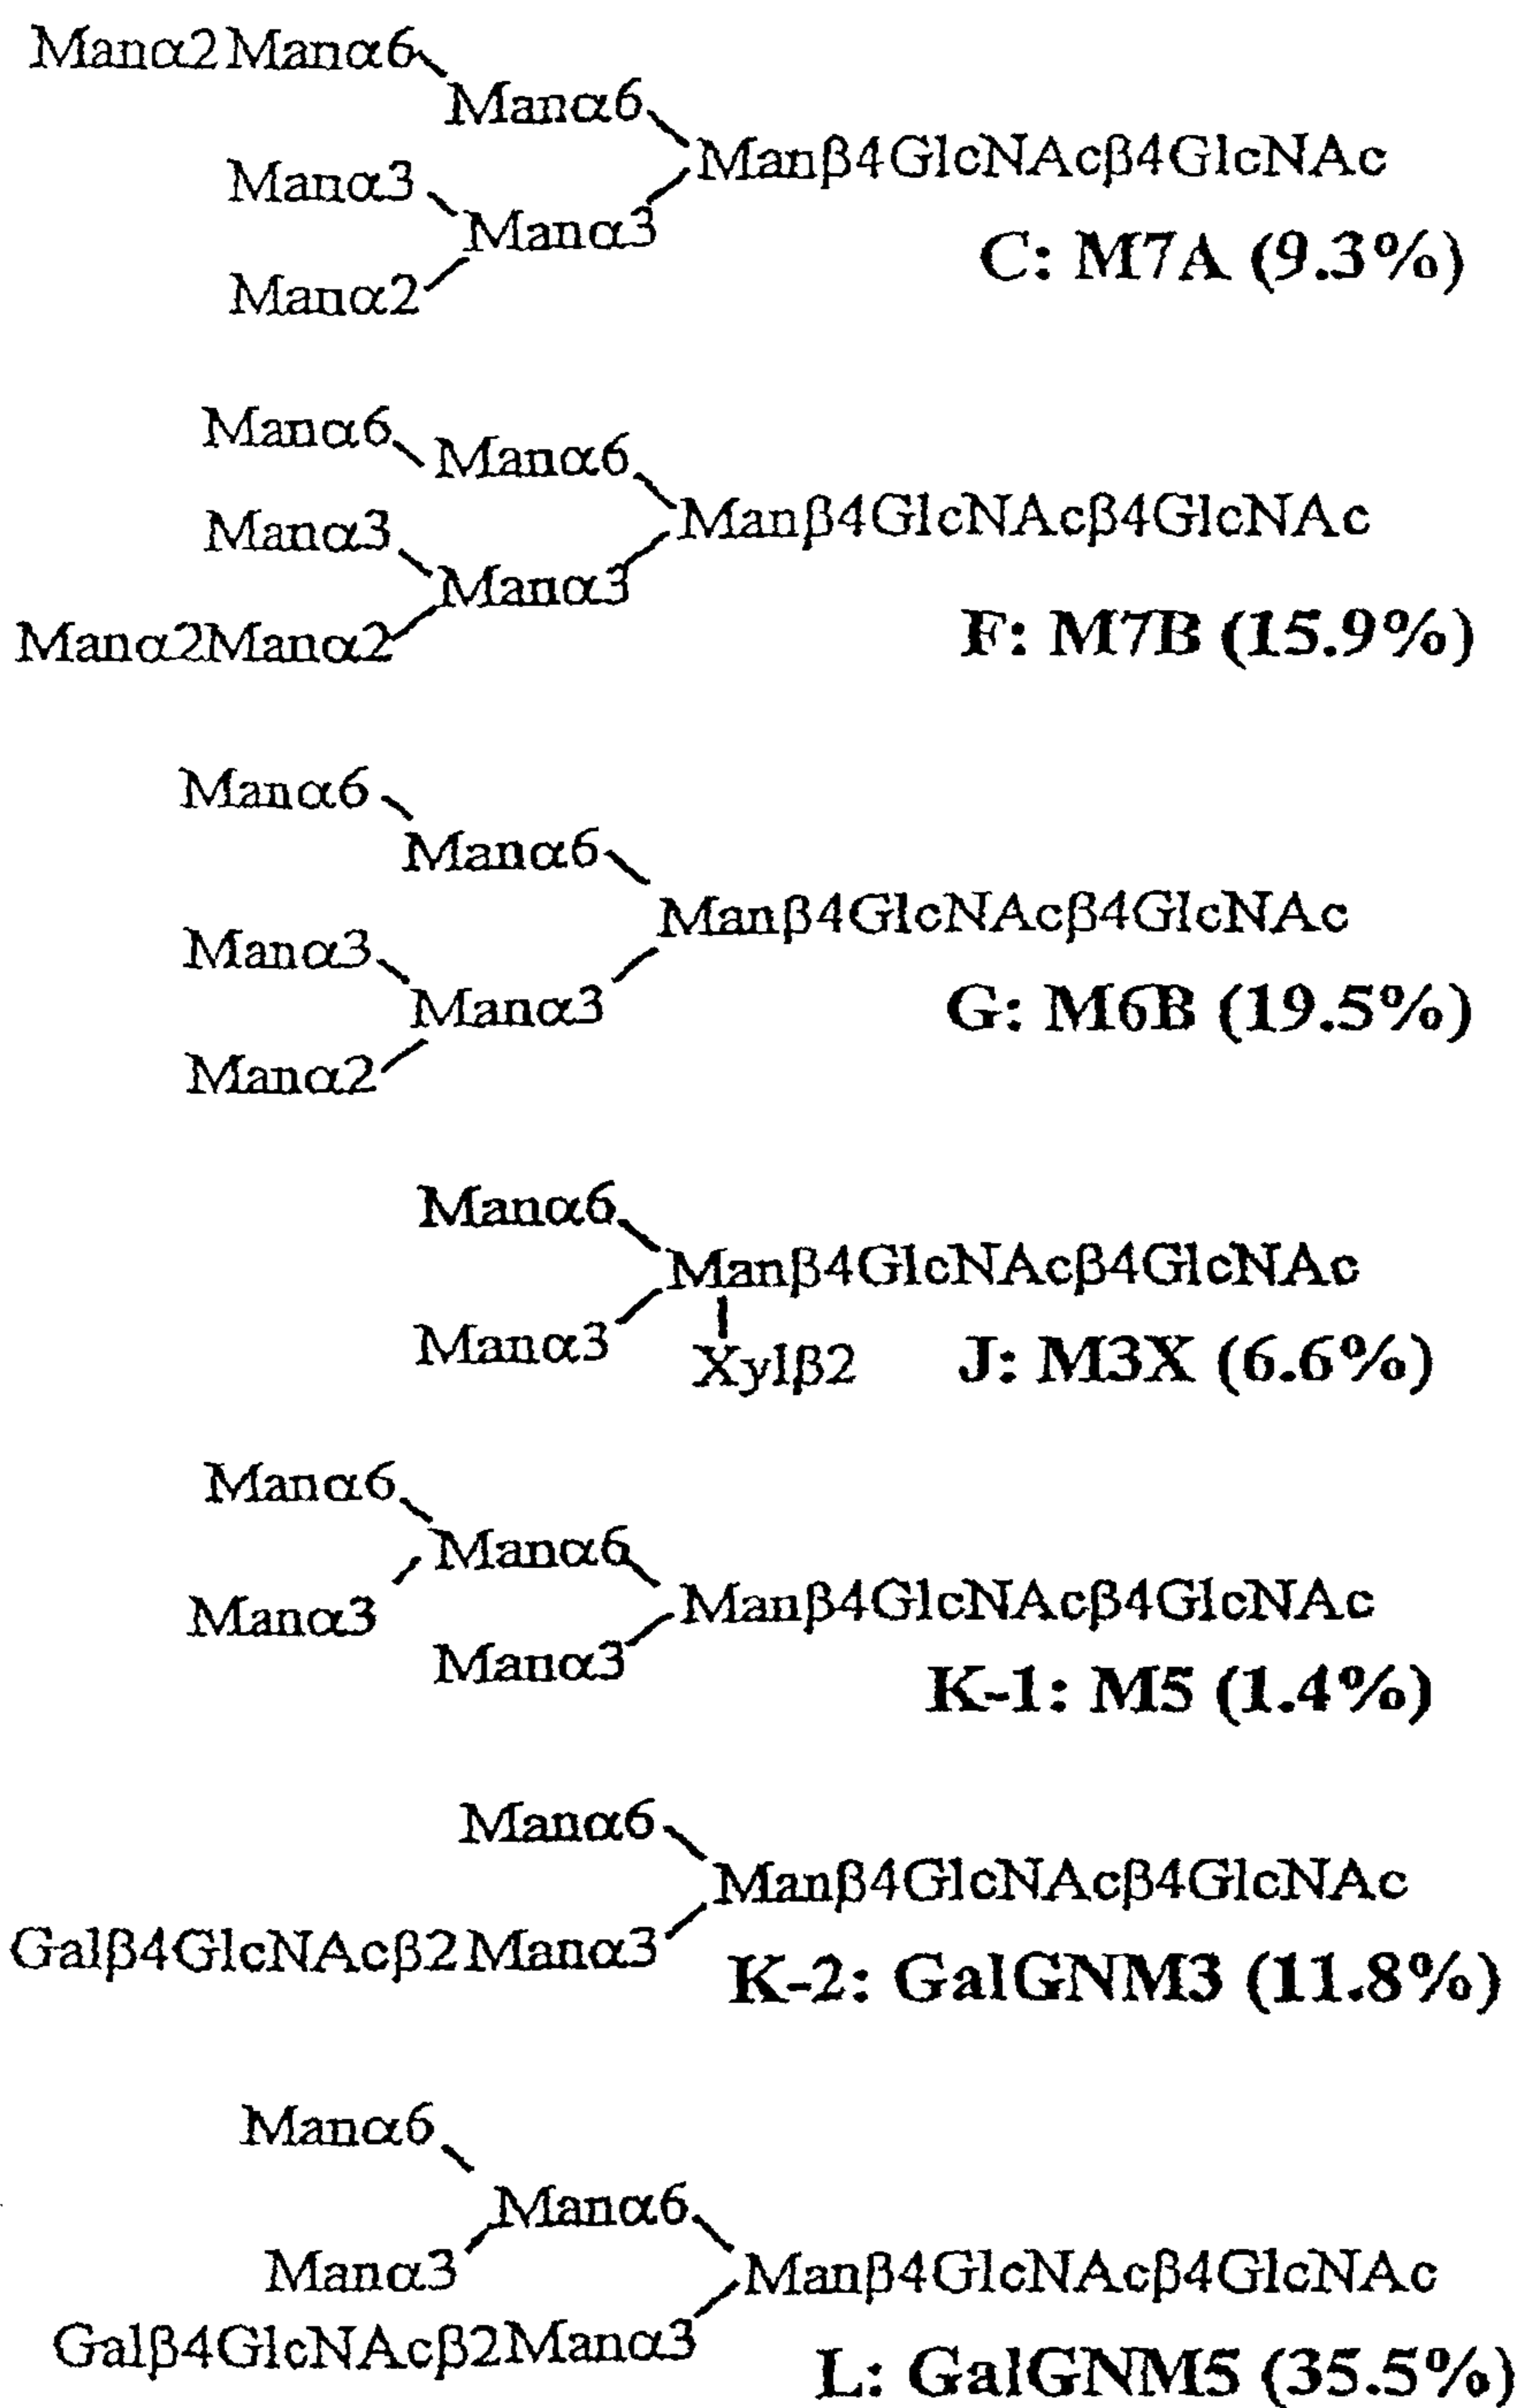 Manα2Manα6
Manα6
Manβ4GlcNAcβ4GlcNAc
Manα3
Manα3
Manα2
C: M7A (9.3%)
Manα6
Manα6
Manβ4GlcNAcβ4GlcNAc
Manα3
Manα3
Manα2Manα2
F: M7B (15.9%)
Manα6
Manα6
Manβ4GlcNAcβ4GlcNAc
Manα3
Manα3
Manα2
G: M6B (19.5%)
Manα6
Manβ4GlcNAcβ4GlcNAc
Manα3
Xylβ2
J: M3X (6.6%)
Manα6
Manα6
Manβ4GlcNAcβ4GlcNAc
Manα3
Manα3
K-1: M5 (1.4%)
Manα6
Manβ4GlcNAcβ4GlcNAc
Galβ4GlcNAcβ2Manα3
K-2: GalGNM3 (11.8%)
Manα6
Manα6
Manα3
Manβ4GlcNAcβ4GlcNAc
Galβ4GlcNAcβ2Manα3
L: GalGNM5 (35.5%)